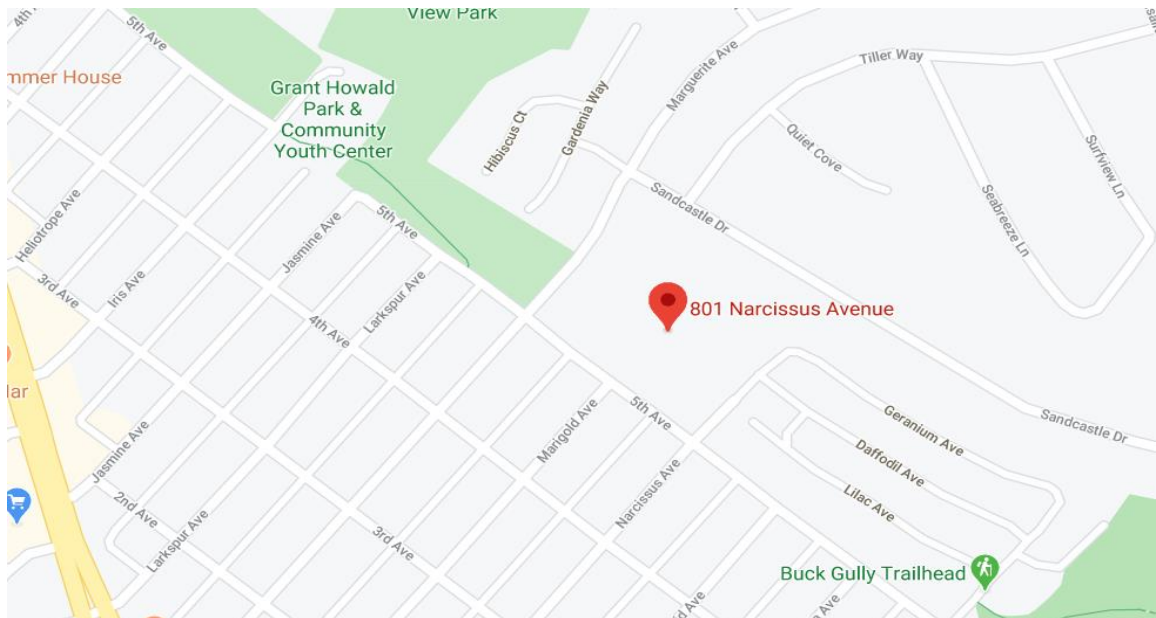 4th Ave
5th Ave
View Park
mmer House
Grant Howald
Park &
Community
Youth Center
Hibiscus Ct
Gardenia Way
Marguerite Ave
Tiller Way
Quiet Cove
Surfview Ln
Seabreeze Ln
Sandcastle Dr
Heliotrope Ave
3rd Ave
Iris Ave
Jasmine Ave
5th Ave
Larkspur Ave
4th Ave
801 Narcissus Avenue
lar
Jasmine Ave
2nd Ave
Larkspur Ave
3rd Ave
Marigold Ave
5th Ave
Narcissus Ave
Geranium Ave
Daffodil Ave
Lilac Ave
Sandcastle Dr
Buck Gully Trailhead